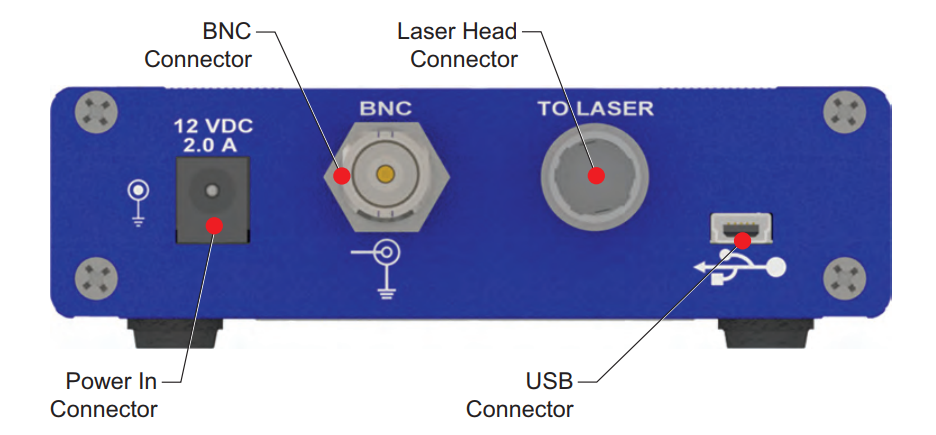 BNC
Connector
Laser Head
Connector
BNC
TO LASER
12 VDC
2.0 A
Power In
Connector
USB
Connector